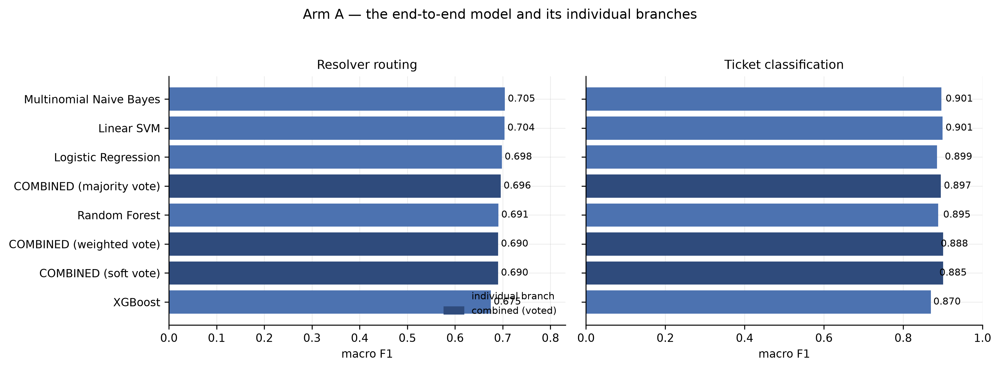 Arm A — the end-to-end model and its individual branches
Resolver routing
Multinomial Naive Bayes 0.705
Linear SVM 0.704
Logistic Regression 0.698
COMBINED (majority vote) 0.696
Random Forest 0.691
COMBINED (weighted vote) 0.690
COMBINED (soft vote) 0.690
XGBoost 0.675
individual branch
combined (voted)
0.0 0.1 0.2 0.3 0.4 0.5 0.6 0.7 0.8
macro F1
Ticket classification
0.901
0.901
0.899
0.897
0.895
0.888
0.885
0.870
0.0 0.2 0.4 0.6 0.8 1.0
macro F1